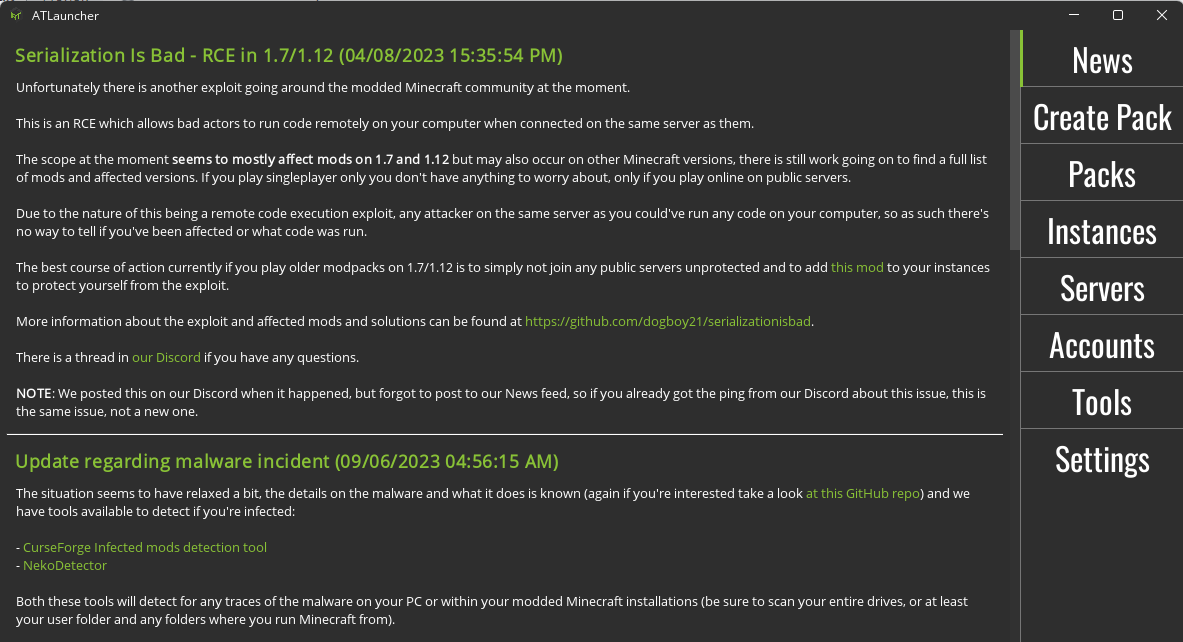 ATLauncher
Serialization Is Bad - RCE in 1.7/1.12 (04/08/2023 15:35:54 PM)
Unfortunately there is another exploit going around the modded Minecraft community at the moment.
This is an RCE which allows bad actors to run code remotely on your computer when connected on the same server as them.
The scope at the moment seems to mostly affect mods on 1.7 and 1.12 but may also occur on other Minecraft versions, there is still work going on to find a full list
of mods and affected versions. If you play singleplayer only you don't have anything to worry about, only if you play online on public servers.
Due to the nature of this being a remote code execution exploit, any attacker on the same server as you could've run any code on your computer, so as such there's
no way to tell if you've been affected or what code was run.
The best course of action currently if you play older modpacks on 1.7/1.12 is to simply not join any public servers unprotected and to add this mod to your instances
to protect yourself from the exploit.
More information about the exploit and affected mods and solutions can be found at https://github.com/dogboy21/serializationisbad.
There is a thread in our Discord if you have any questions.
NOTE: We posted this on our Discord when it happened, but forgot to post to our News feed, so if you already got the ping from our Discord about this issue, this is
the same issue, not a new one.
Update regarding malware incident (09/06/2023 04:56:15 AM)
The situation seems to have relaxed a bit, the details on the malware and what it does is known (again if you're interested take a look at this GitHub repo) and we
have tools available to detect if you're infected:
- CurseForge Infected mods detection tool
- NekoDetector
Both these tools will detect for any traces of the malware on your PC or within your modded Minecraft installations (be sure to scan your entire drives, or at least
your user folder and any folders where you run Minecraft from).
News
Create Pack
Packs
Instances
Servers
Accounts
Tools
Settings